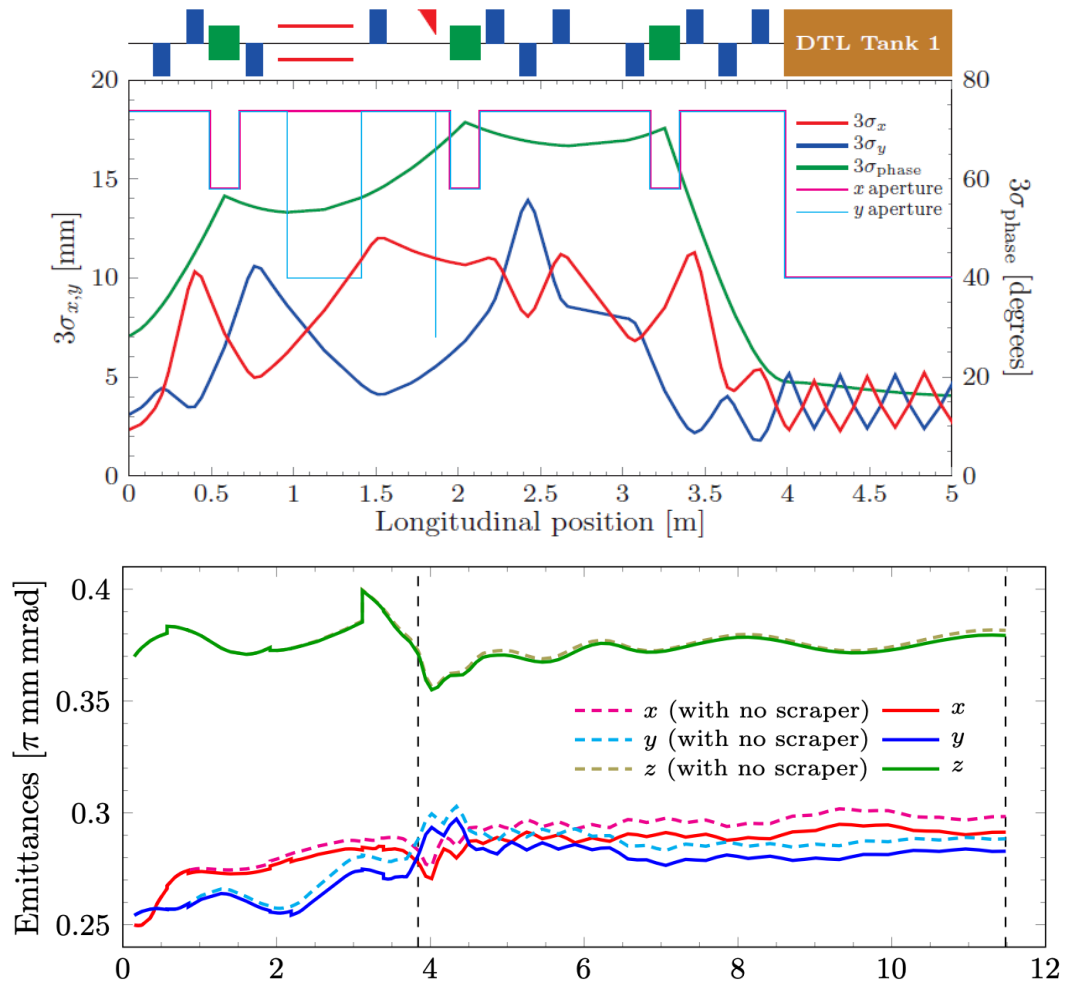 DTL Tank 1
20
15
10
5
0
3σx,y [mm]
80
60
40
20
0
3σphase [degrees]
3σx
3σy
3σphase
x aperture
y aperture
0 0.5 1 1.5 2 2.5 3 3.5 4 4.5 5
Longitudinal position [m]
Emittances [π mm mrad]
0.4
0.35
0.3
0.25
x (with no scraper) x
y (with no scraper) y
z (with no scraper) z
0 2 4 6 8 10 12